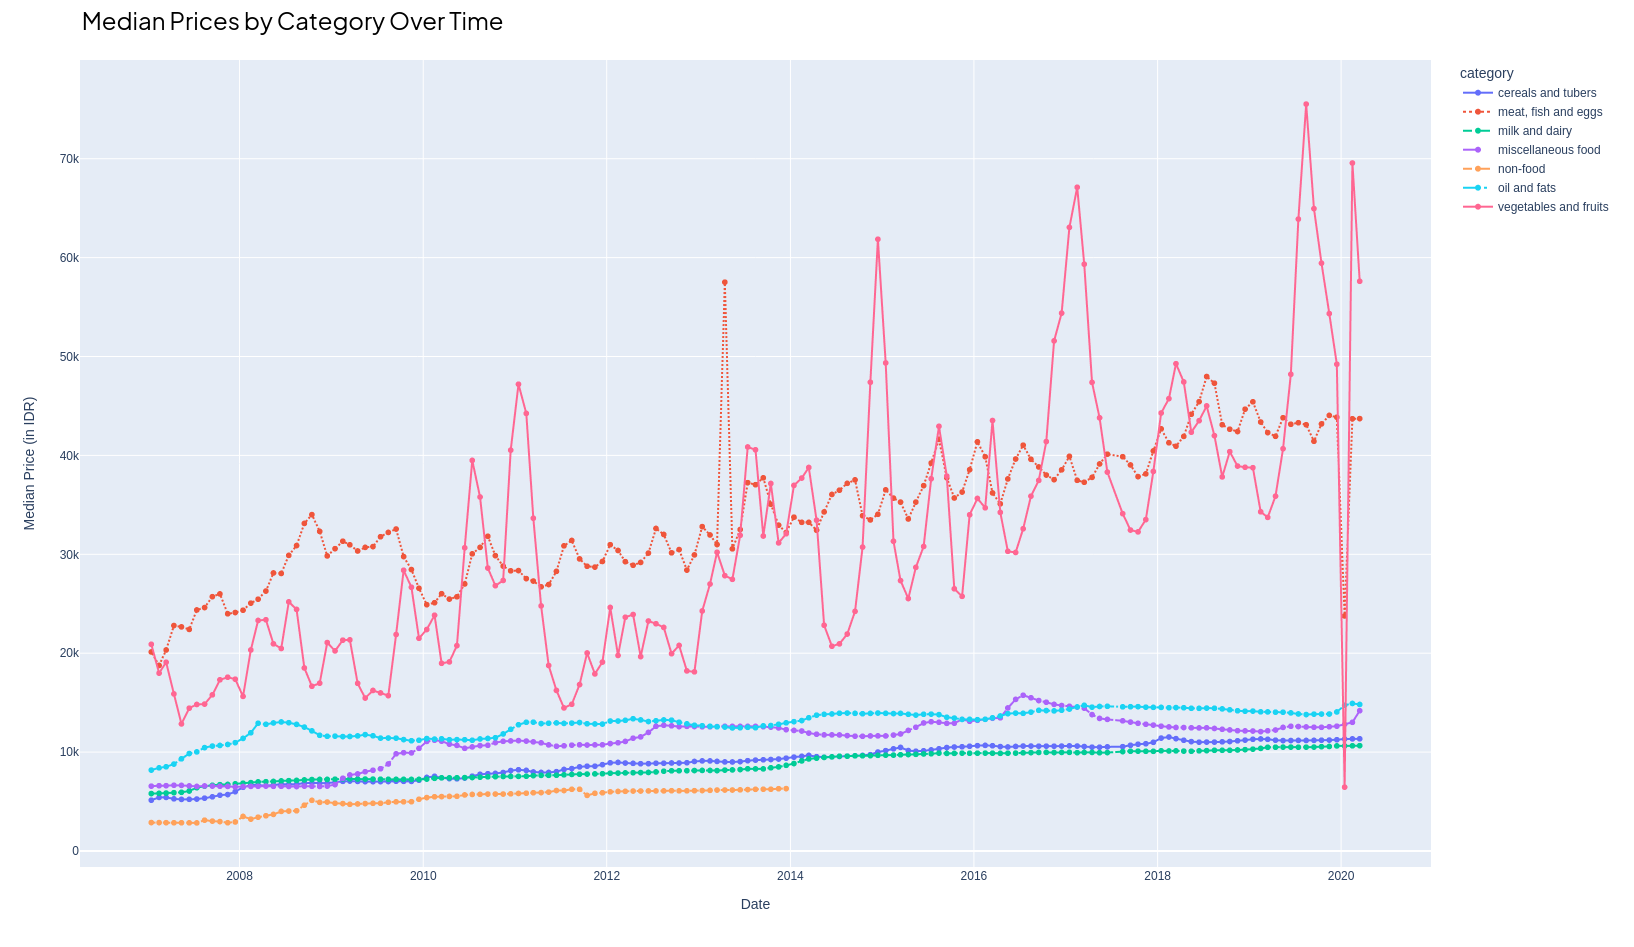 Median Prices by Category Over Time
category
cereals and tubers
meat, fish and eggs
milk and dairy
miscellaneous food
non-food
oil and fats
vegetables and fruits
Median Price (in IDR)
70k
60k
50k
40k
30k
20k
10k
0
2008 2010 2012 2014 2016 2018 2020
Date